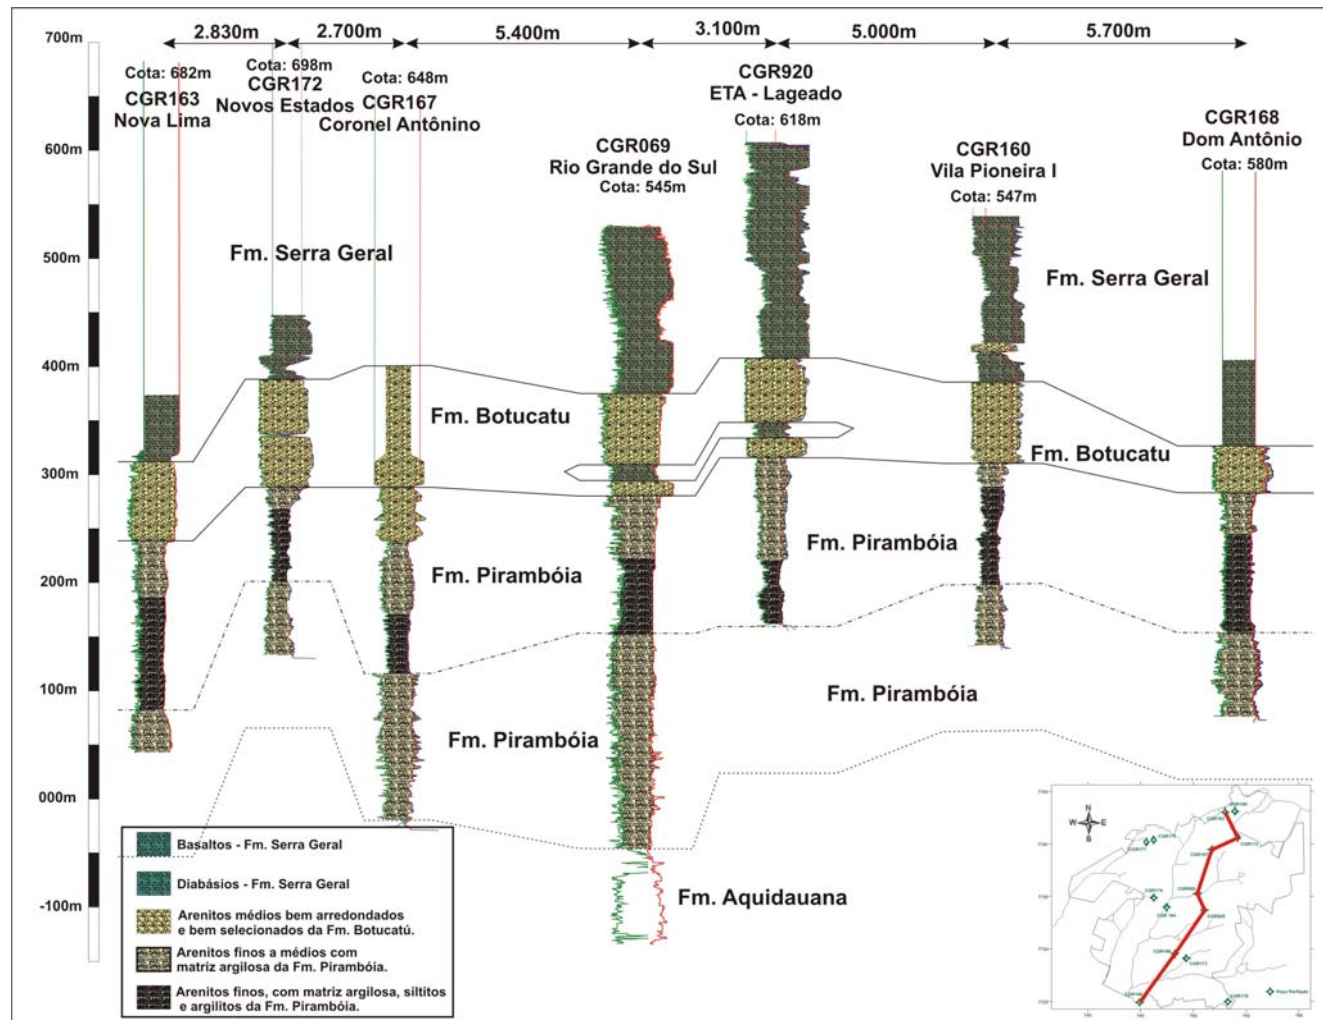 2.830m 2.700m 5.400m 3.100m 5.000m 5.700m
700m
600m
500m
400m
300m
200m
100m
000m
-100m
Cota: 682m
CGR163
Nova Lima
Cota: 698m
CGR172
Novos Estados
Cota: 648m
CGR167
Coronel Antônino
CGR069
Rio Grande do Sul
Cota: 545m
CGR920
ETA - Lageado
Cota: 618m
CGR160
Vila Pioneira I
Cota: 547m
CGR168
Dom Antônio
Cota: 580m
Fm. Serra Geral
Fm. Serra Geral
Fm. Botucatu
Fm. Botucatu
Fm. Pirambóia
Fm. Pirambóia
Fm. Pirambóia
Fm. Pirambóia
Fm. Aquidauana
Basaltos - Fm. Serra Geral
Diabásios - Fm. Serra Geral
Arenitos médios bem arredondados
e bem selecionados da Fm. Botucatú.
Arenitos finos a médios com
matriz argilosa da Fm. Pirambóia.
Arenitos finos, com matriz argilosa, siltitos
e argilitos da Fm. Pirambóia.
N
W E
S